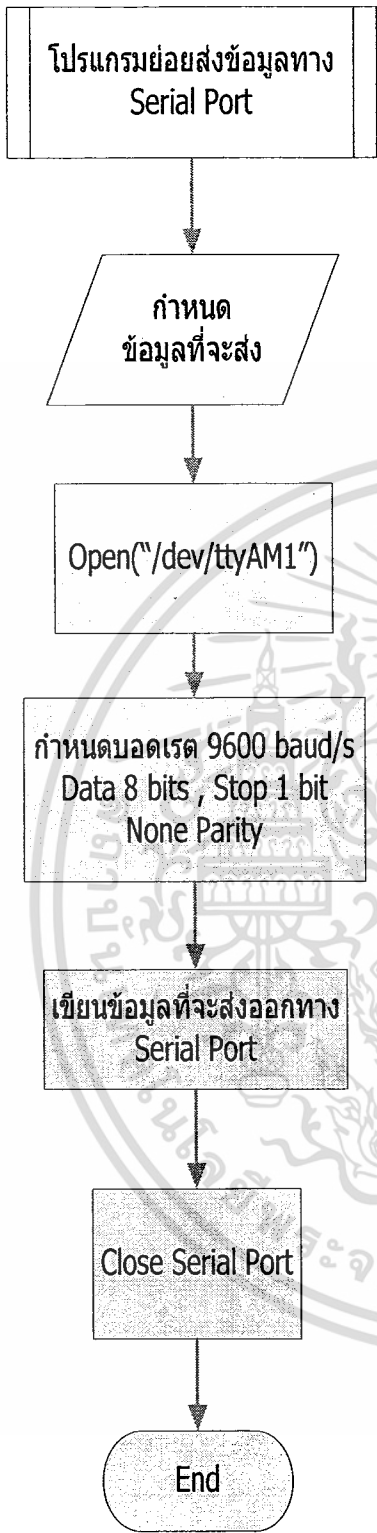 โปรแกรมย่อยส่งข้อมูลทาง
Serial Port
กำหนด
ข้อมูลที่จะส่ง
Open("/dev/ttyAM1")
กำหนดบอดเรต 9600 baud/s
Data 8 bits , Stop 1 bit
None Parity
เขียนข้อมูลที่จะส่งออกทาง
Serial Port
Close Serial Port
End